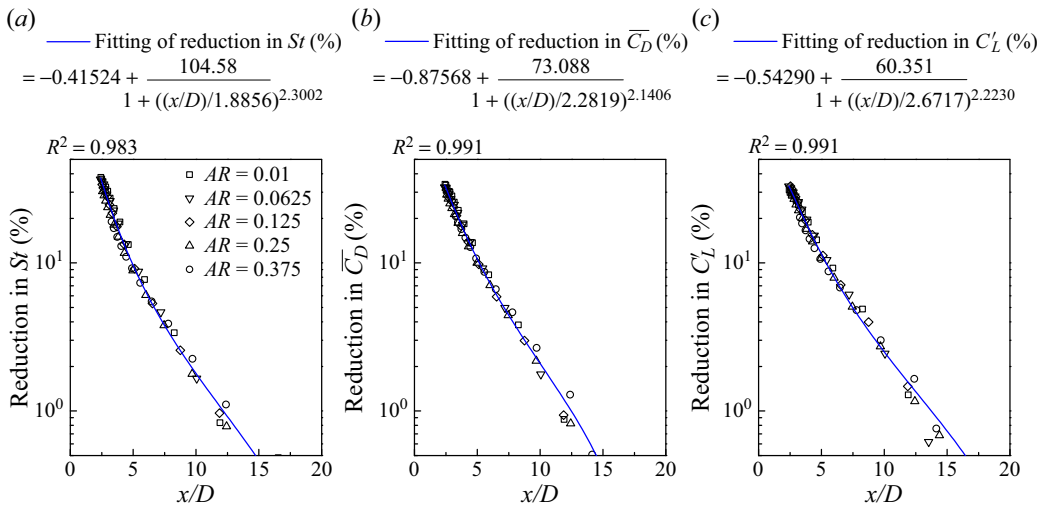 (a)
Fitting of reduction in St (%)
= −0.41524 + 104.58 / 1 + ((x/D)/1.8856)^2.3002
R² = 0.983
AR = 0.01
AR = 0.0625
AR = 0.125
AR = 0.25
AR = 0.375
Reduction in St (%)
10¹
10⁰
0 5 10 15 20
x/D
(b)
Fitting of reduction in C̅_D̅ (%)
= −0.87568 + 73.088 / 1 + ((x/D)/2.2819)^2.1406
R² = 0.991
Reduction in C̅_D̅ (%)
10¹
10⁰
0 5 10 15 20
x/D
(c)
Fitting of reduction in C′_L (%)
= −0.54290 + 60.351 / 1 + ((x/D)/2.6717)^2.2230
R² = 0.991
Reduction in C′_L (%)
10¹
10⁰
0 5 10 15 20
x/D